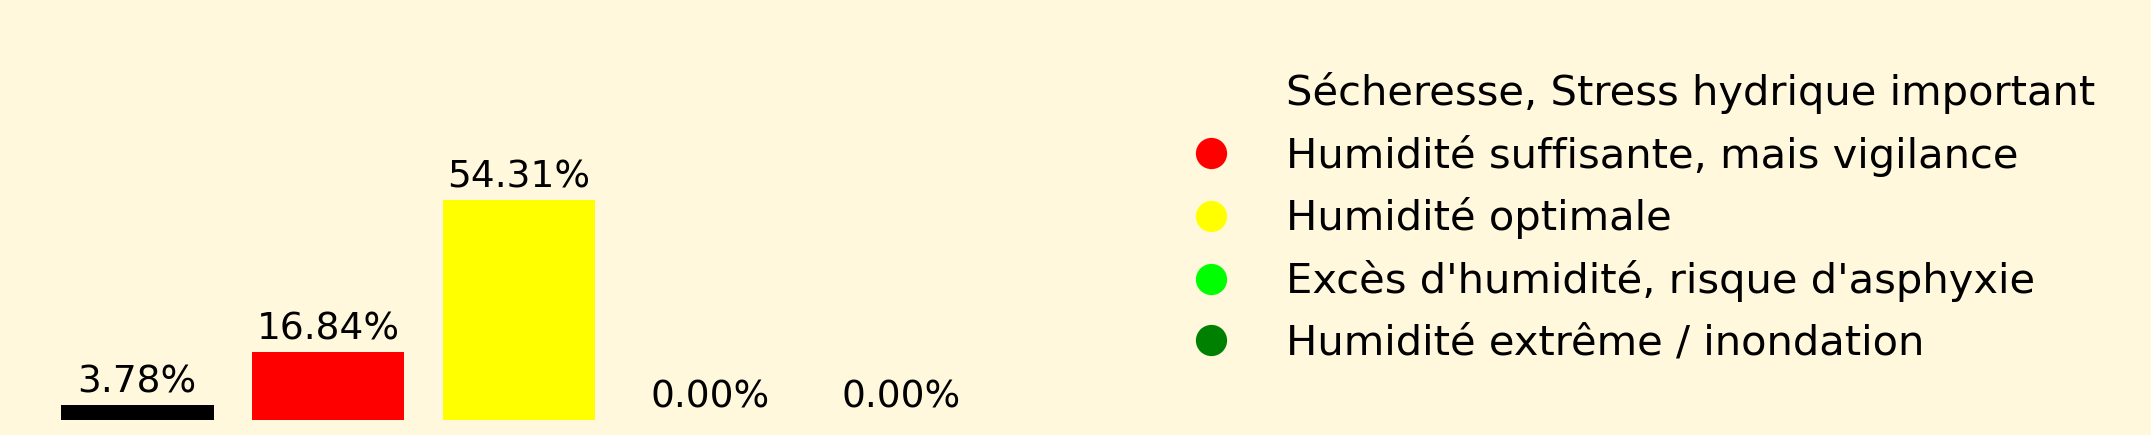 3.78%
16.84%
54.31%
0.00%
0.00%
Sécheresse, Stress hydrique important
Humidité suffisante, mais vigilance
Humidité optimale
Excès d'humidité, risque d'asphyxie
Humidité extrême / inondation